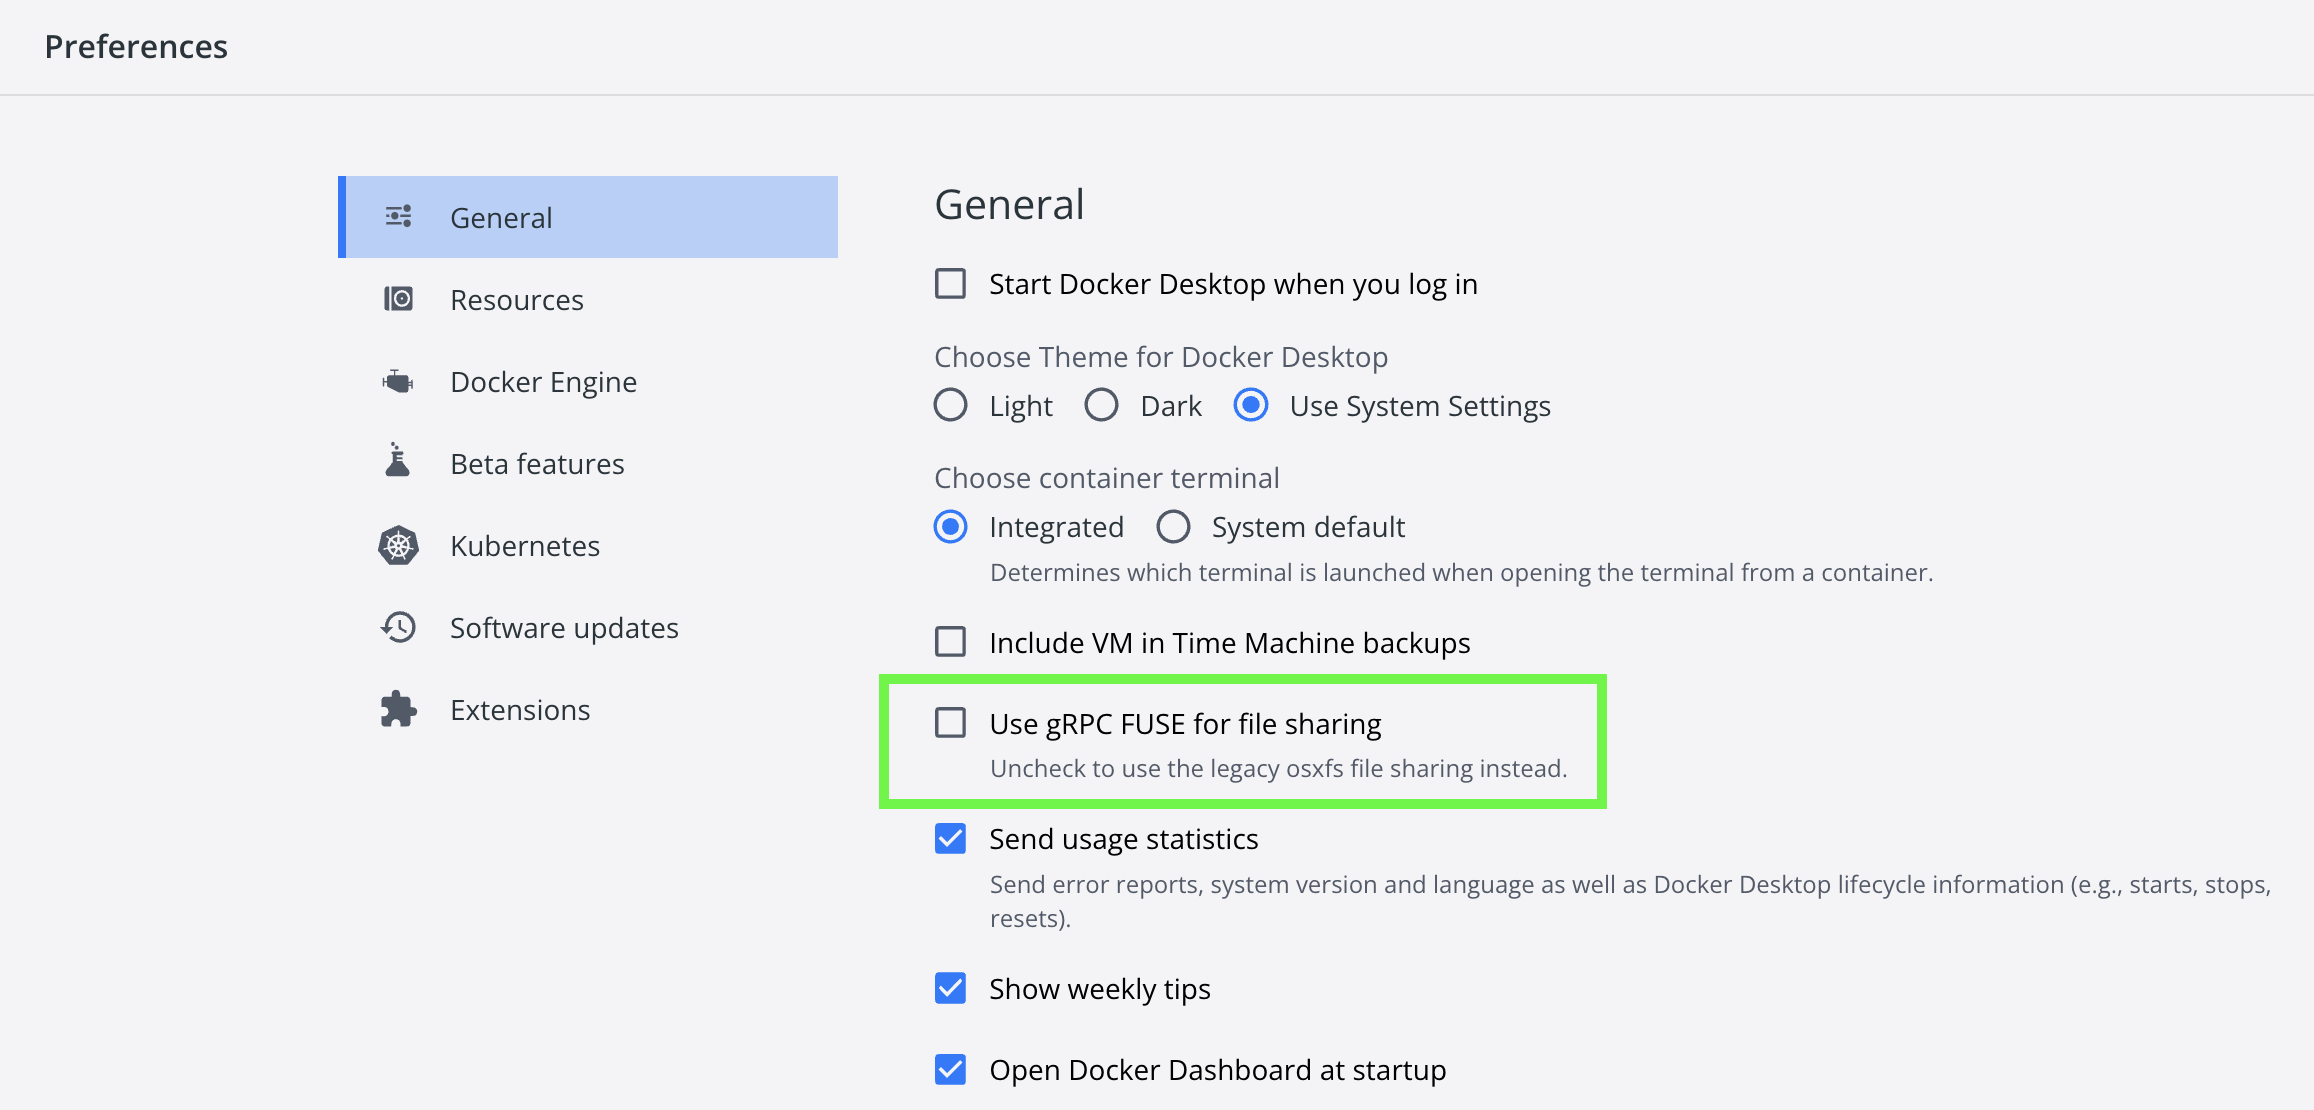 Preferences
General
Resources
Docker Engine
Beta features
Kubernetes
Software updates
Extensions
General
Start Docker Desktop when you log in
Choose Theme for Docker Desktop
Light Dark Use System Settings
Choose container terminal
Integrated System default
Determines which terminal is launched when opening the terminal from a container.
Include VM in Time Machine backups
Use gRPC FUSE for file sharing
Uncheck to use the legacy osxfs file sharing instead.
Send usage statistics
Send error reports, system version and language as well as Docker Desktop lifecycle information (e.g., starts, stops,
resets).
Show weekly tips
Open Docker Dashboard at startup